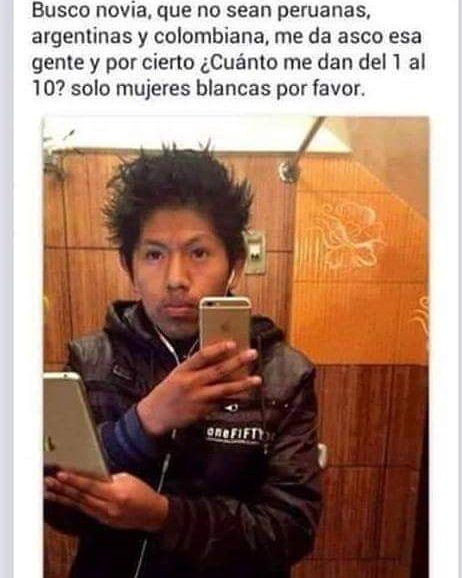 Busco novia, que no sean peruanas,
argentinas y colombiana, me da asco esa
gente y por cierto ¿Cuánto me dan del 1 al
10? solo mujeres blancas por favor.
oneFIFTY